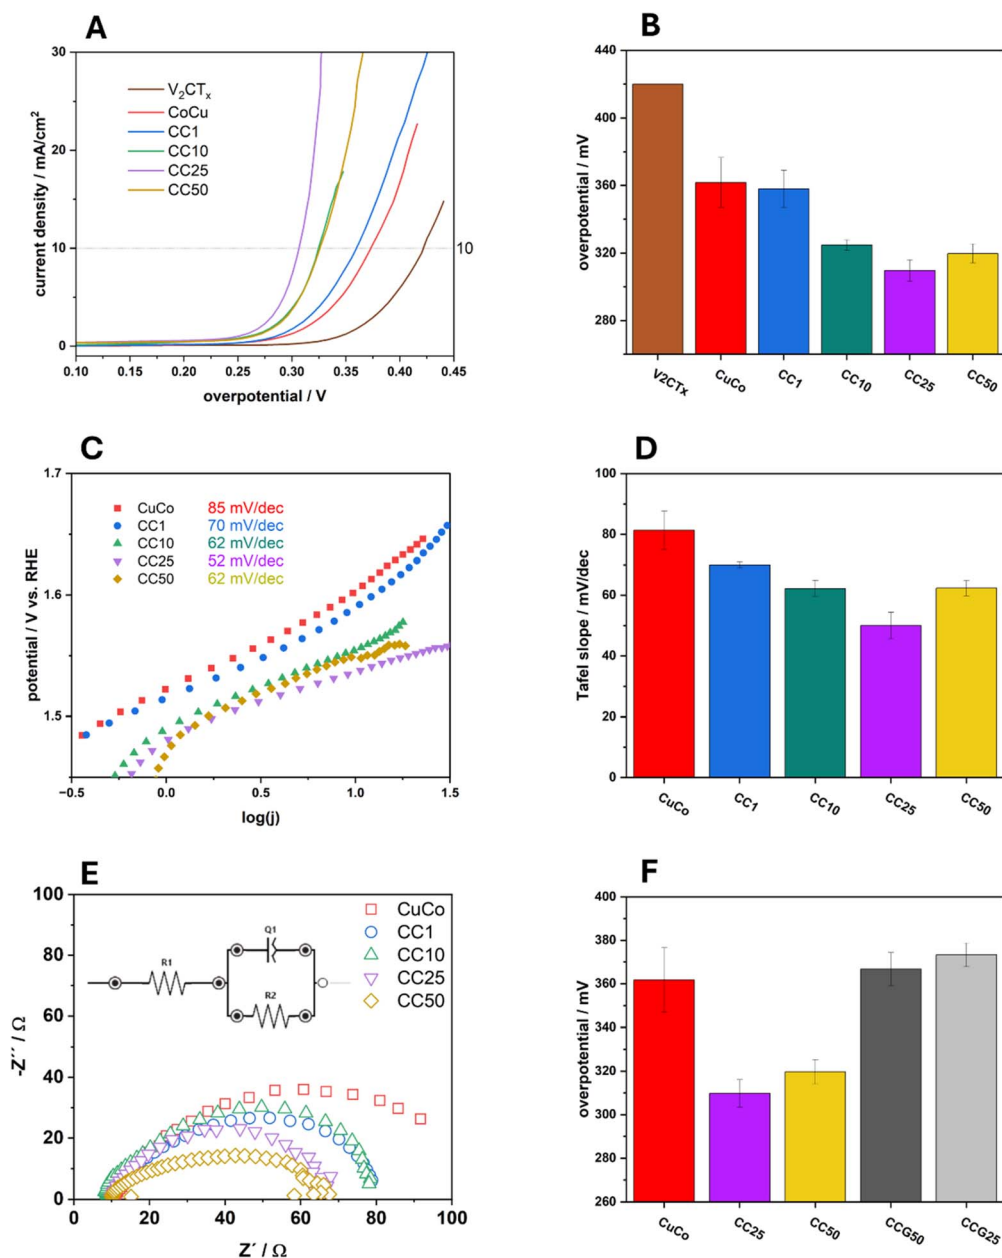 A
30
20
10
0
current density / mA/cm²
V₂CTₓ
CoCu
CC1
CC10
CC25
CC50
10
0.10 0.15 0.20 0.25 0.30 0.35 0.40 0.45
overpotential / V
B
440
400
360
320
280
overpotential / mV
V2CTx CuCo CC1 CC10 CC25 CC50
C
1.7
1.6
1.5
potential / V vs. RHE
CuCo 85 mV/dec
CC1 70 mV/dec
CC10 62 mV/dec
CC25 52 mV/dec
CC50 62 mV/dec
−0.5 0.0 0.5 1.0 1.5
log(j)
D
100
80
60
40
20
0
Tafel slope / mV/dec
CuCo CC1 CC10 CC25 CC50
E
100
80
60
40
20
0
-Z´´ / Ω
R1
Q1
R2
CuCo
CC1
CC10
CC25
CC50
0 20 40 60 80 100
Z´ / Ω
F
400
380
360
340
320
300
280
260
overpotential / mV
CuCo CC25 CC50 CCG50 CCG25